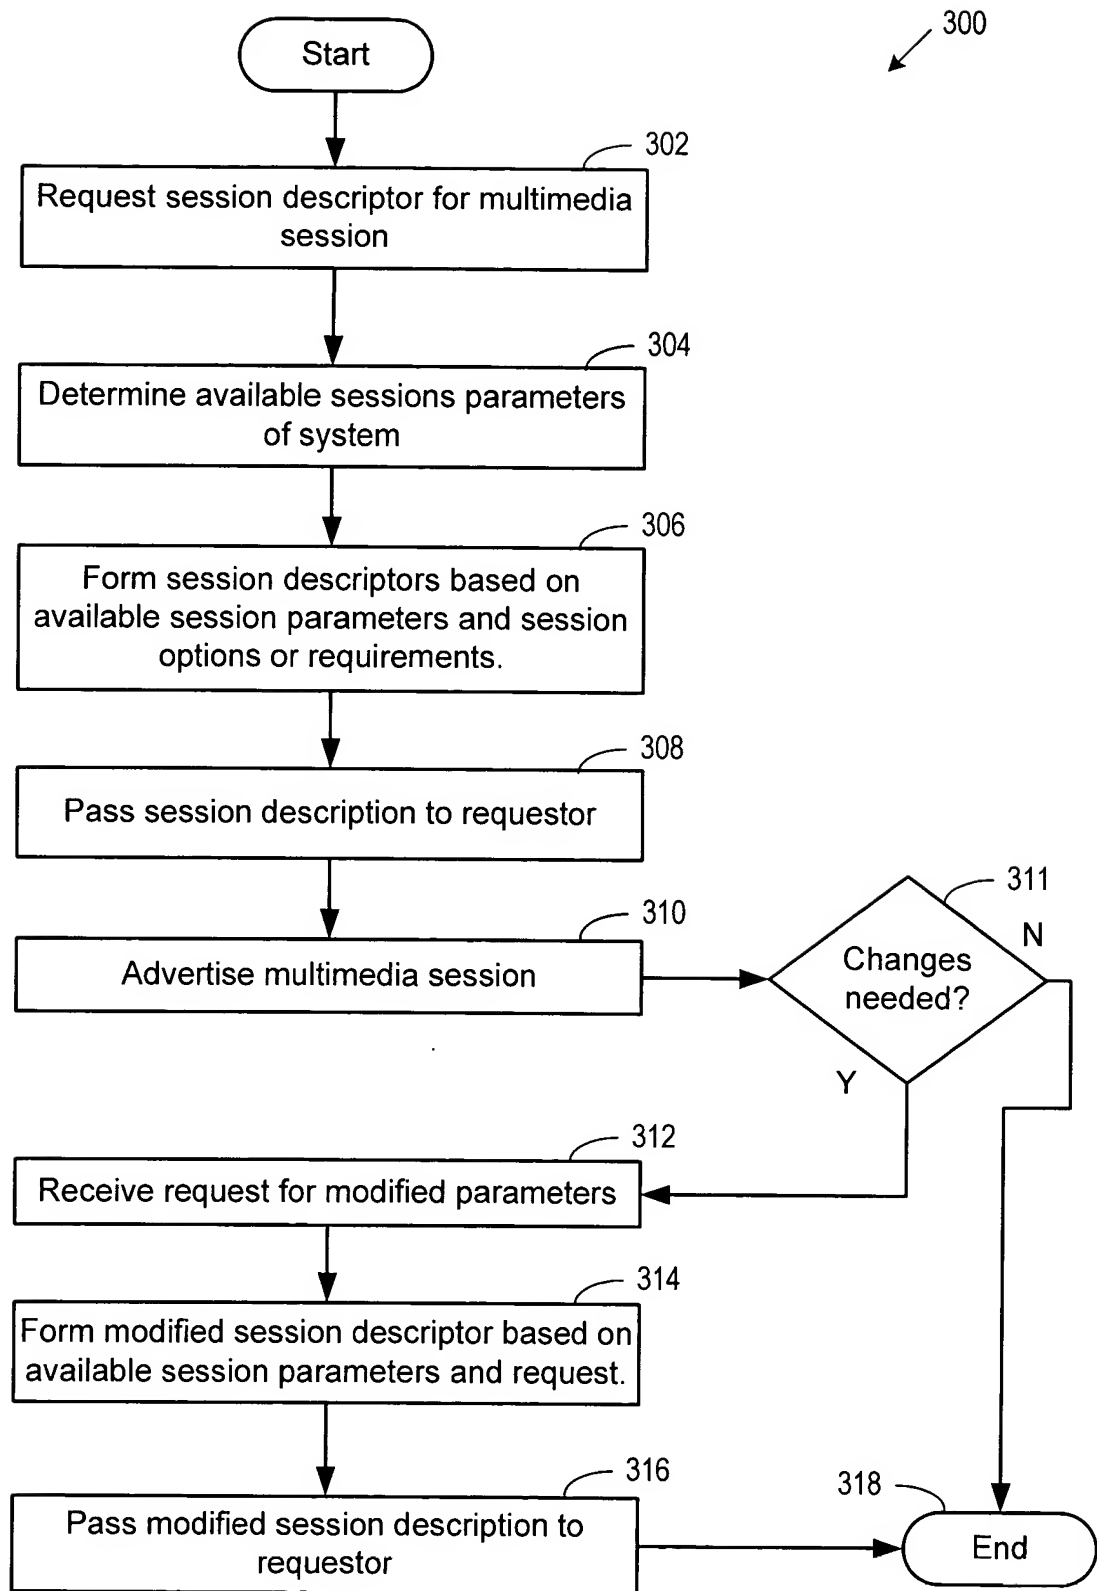 300
Start
302
Request session descriptor for multimedia
session
304
Determine available sessions parameters
of system
306
Form session descriptors based on
available session parameters and session
options or requirements.
308
Pass session description to requestor
310
Advertise multimedia session
311
Changes
needed?
N
Y
312
Receive request for modified parameters
314
Form modified session descriptor based on
available session parameters and request.
316
Pass modified session description to
requestor
318
End